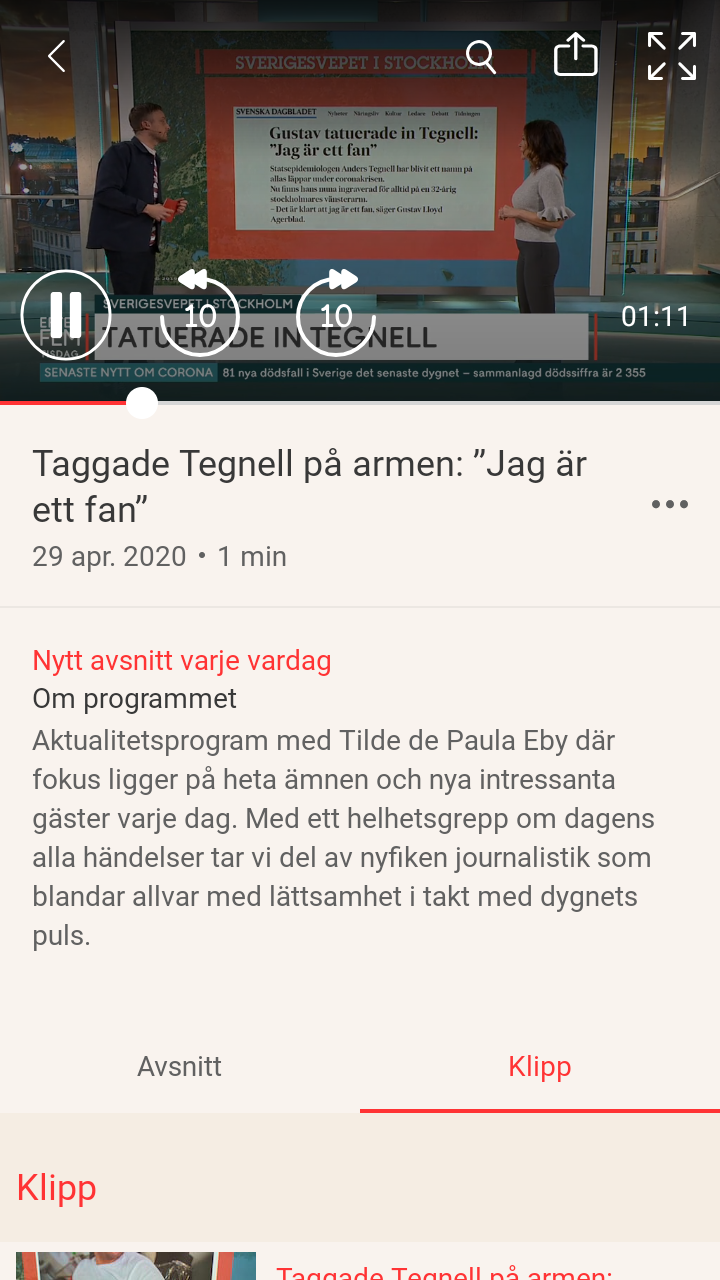 SVERIGESVEPET I STOCKHOLM
SVENSKA DAGBLADET Nyheter Näringsliv Kultur Ledare Debatt Tidningen
Gustav tatuerade in Tegnell:
”Jag är ett fan”
Statsepidemiologen Anders Tegnell har blivit ett namn på
allas läppar under coronakrisen.
Nu finns hans anna ingraverad för alltid på en 32-årig
stockholmares vänsterarm.
–Det är klart att jag är ett fan, säger Gustav Lloyd
Agerblad.
10
10
01:11
SVERIGESVEPET I STOCKHOLM
TATUERADE IN TEGNELL
SENASTE NYTT OM CORONA 81 nya dödsfall i Sverige det senaste dygnet – sammanlagd dödssiffra är 2 355
Taggade Tegnell på armen: ”Jag är
ett fan”
29 apr. 2020 • 1 min
Nytt avsnitt varje vardag
Om programmet
Aktualitetsprogram med Tilde de Paula Eby där
fokus ligger på heta ämnen och nya intressanta
gäster varje dag. Med ett helhetsgrepp om dagens
alla händelser tar vi del av nyfiken journalistik som
blandar allvar med lättsamhet i takt med dygnets
puls.
Avsnitt Klipp
Klipp
Taggade Tegnell på armen: